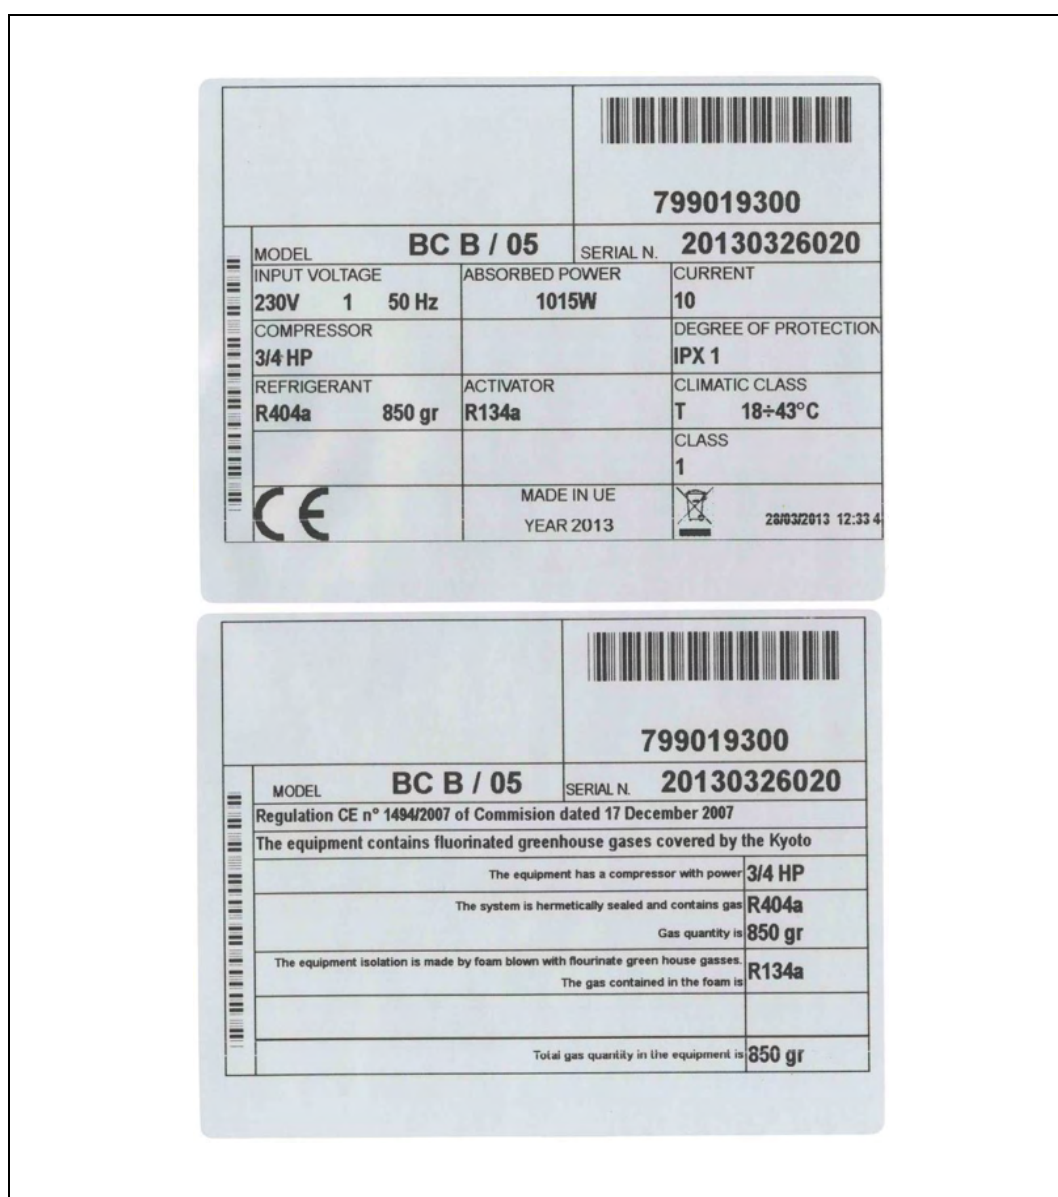 799019300
MODEL BC B / 05 SERIAL N. 20130326020
INPUT VOLTAGE ABSORBED POWER CURRENT
230V 1 50 Hz 1015W 10
COMPRESSOR DEGREE OF PROTECTION
3/4 HP IPX 1
REFRIGERANT ACTIVATOR CLIMATIC CLASS
R404a 850 gr R134a T 18÷43°C
CLASS
1
CE MADE IN UE
YEAR 2013 28/03/2013 12:33 4
799019300
MODEL BC B / 05 SERIAL N. 20130326020
Regulation CE n° 1494/2007 of Commision dated 17 December 2007
The equipment contains fluorinated greenhouse gases covered by the Kyoto
The equipment has a compressor with power 3/4 HP
The system is hermetically sealed and contains gas R404a
Gas quantity is 850 gr
The equipment isolation is made by foam blown with flourinate green house gasses.
The gas contained in the foam is R134a
Total gas quantity in the equipment is 850 gr